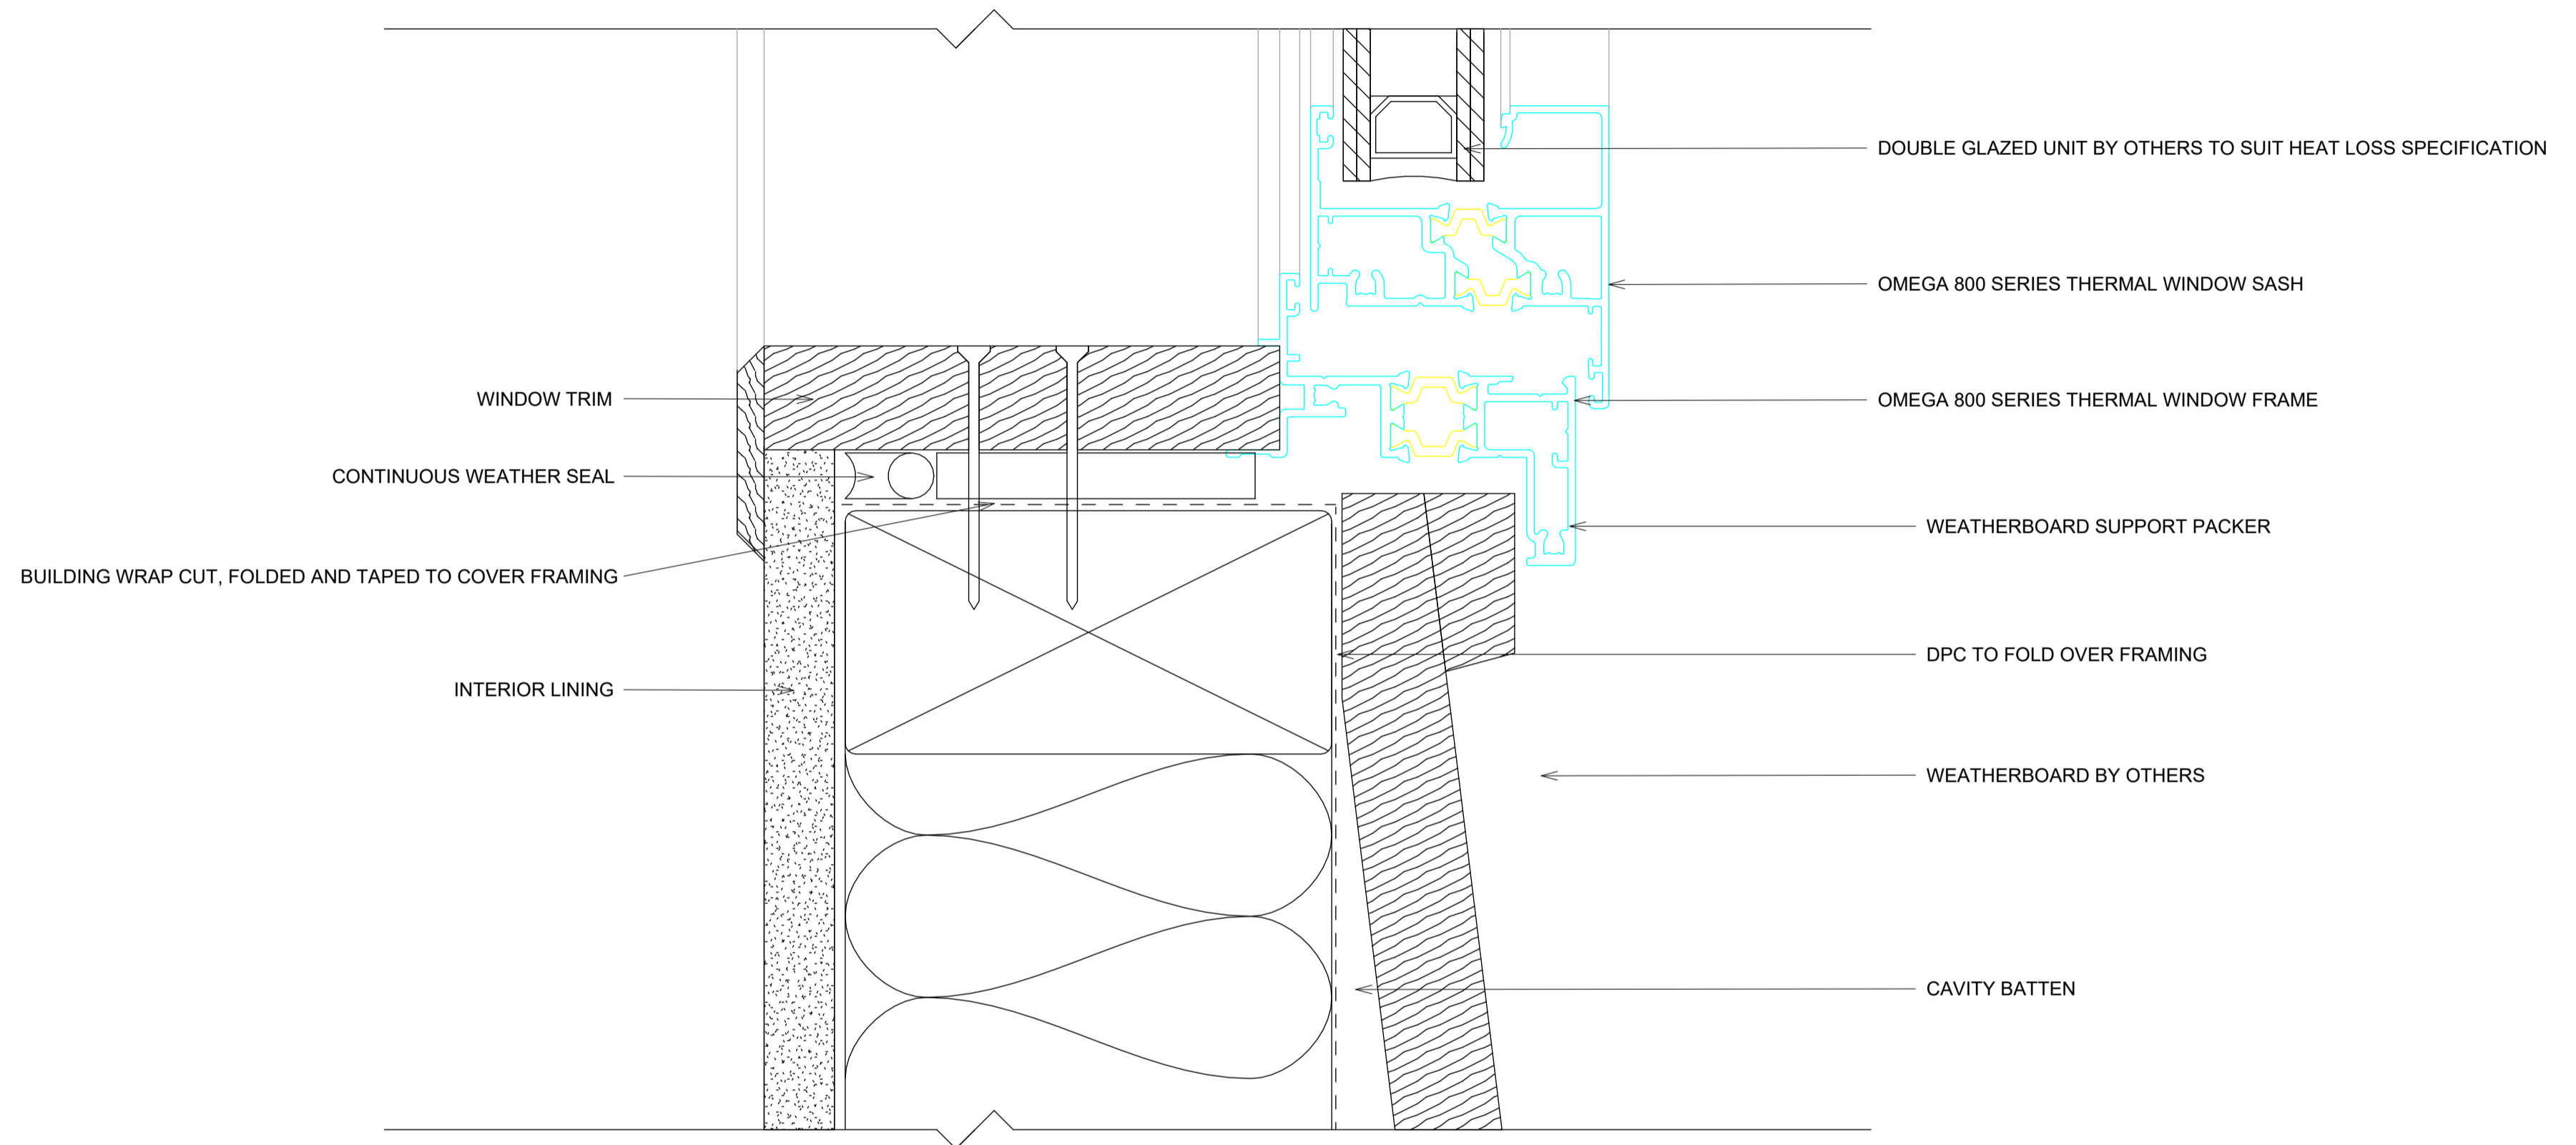 DOUBLE GLAZED UNIT BY OTHERS TO SUIT HEAT LOSS SPECIFICATION
OMEGA 800 SERIES THERMAL WINDOW SASH
WINDOW TRIM
OMEGA 800 SERIES THERMAL WINDOW FRAME
CONTINUOUS WEATHER SEAL
WEATHERBOARD SUPPORT PACKER
BUILDING WRAP CUT, FOLDED AND TAPED TO COVER FRAMING
DPC TO FOLD OVER FRAMING
INTERIOR LINING
WEATHERBOARD BY OTHERS
CAVITY BATTEN